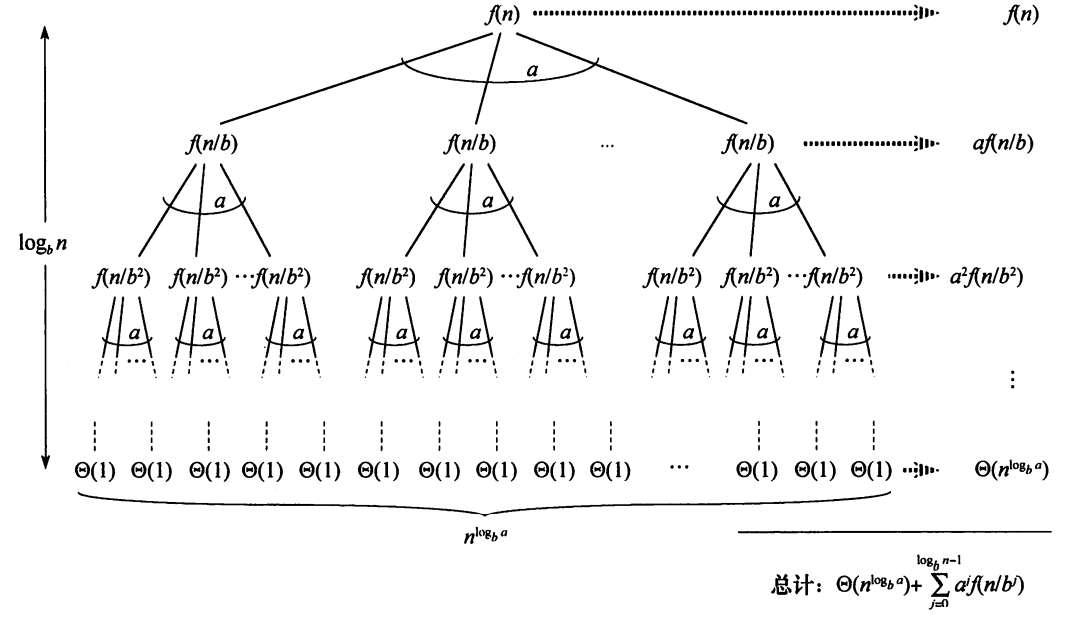 f(n) f(n)
a
f(n/b) f(n/b) ... f(n/b) af(n/b)
a a a
log_b n
f(n/b²) f(n/b²) ···f(n/b²) f(n/b²) f(n/b²) ···f(n/b²) f(n/b²) f(n/b²) ···f(n/b²) a²f(n/b²)
a a a a a a a a a
... ... ... ... ... ... ... ... ...
⋮
Θ(1) Θ(1) Θ(1) Θ(1) Θ(1) Θ(1) Θ(1) Θ(1) Θ(1) Θ(1) ... Θ(1) Θ(1) Θ(1) Θ(n^{log_b a})
n^{log_b a}
总计：Θ(n^{log_b a})+∑_{j=0}^{log_b n-1} a^j f(n/b^j)